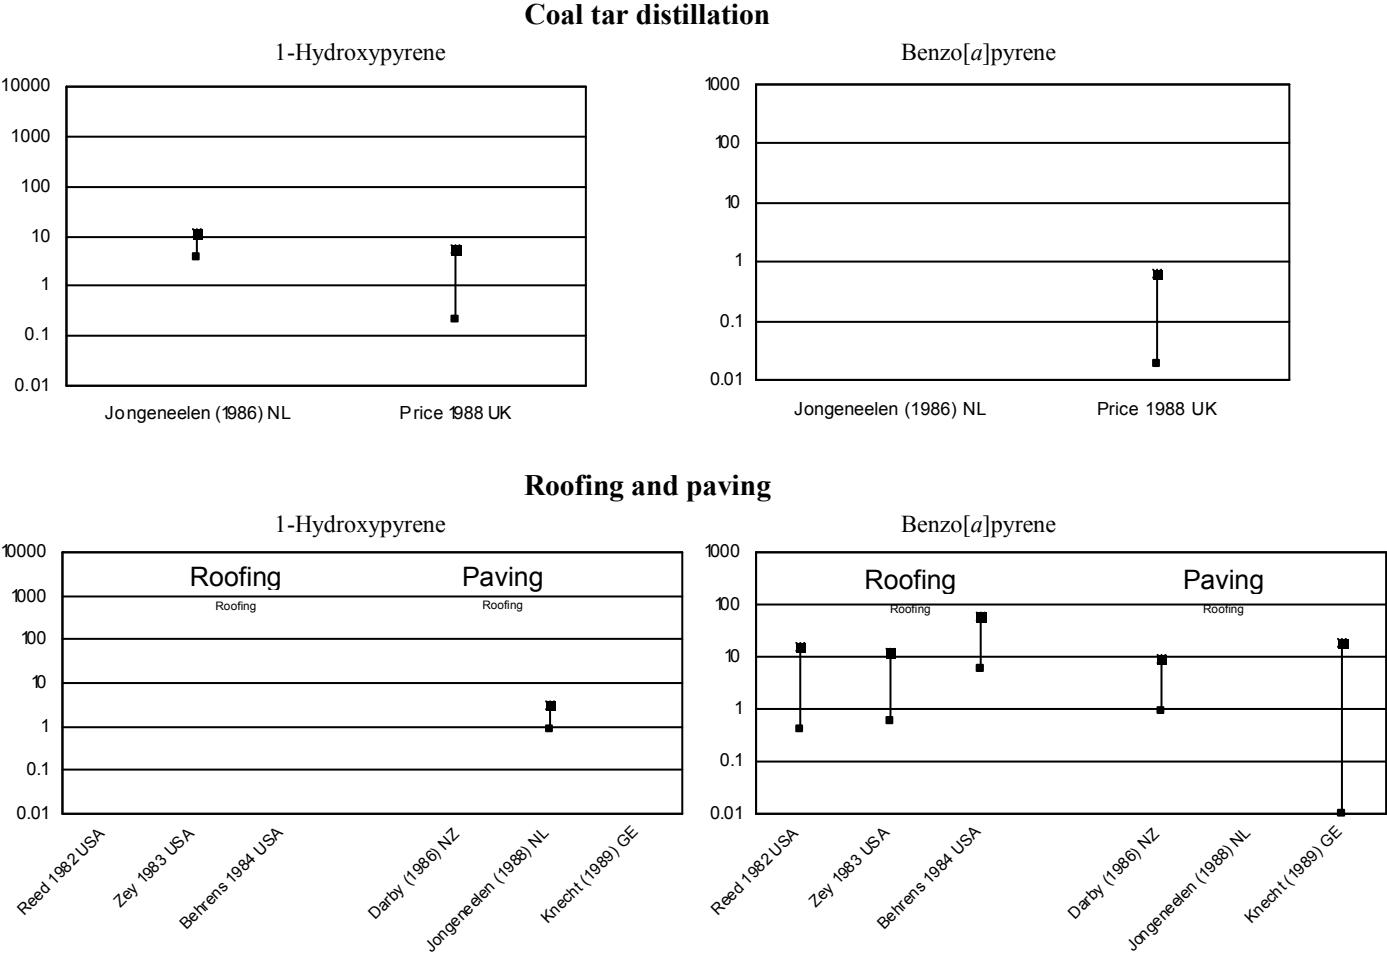 Coal tar distillation
1-Hydroxypyrene
10000
1000
100
10
1
0.1
0.01
Jongeneelen (1986) NL
Price 1988 UK
Benzo[a]pyrene
1000
100
10
1
0.1
0.01
Jongeneelen (1986) NL
Price 1988 UK
Roofing and paving
1-Hydroxypyrene
10000
1000
100
10
1
0.1
0.01
Roofing
Roofing
Paving
Roofing
Reed 1982 USA
Zey 1983 USA
Behrens 1984 USA
Darby (1986) NZ
Jongeneelen (1988) NL
Knecht (1989) GE
Benzo[a]pyrene
1000
100
10
1
0.1
0.01
Roofing
Roofing
Paving
Roofing
Reed 1982 USA
Zey 1983 USA
Behrens 1984 USA
Darby (1986) NZ
Jongeneelen (1988) NL
Knecht (1989) GE